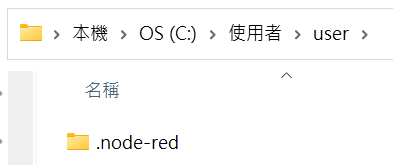 本機 > OS (C:) > 使用者 > user >
名稱
.node-red